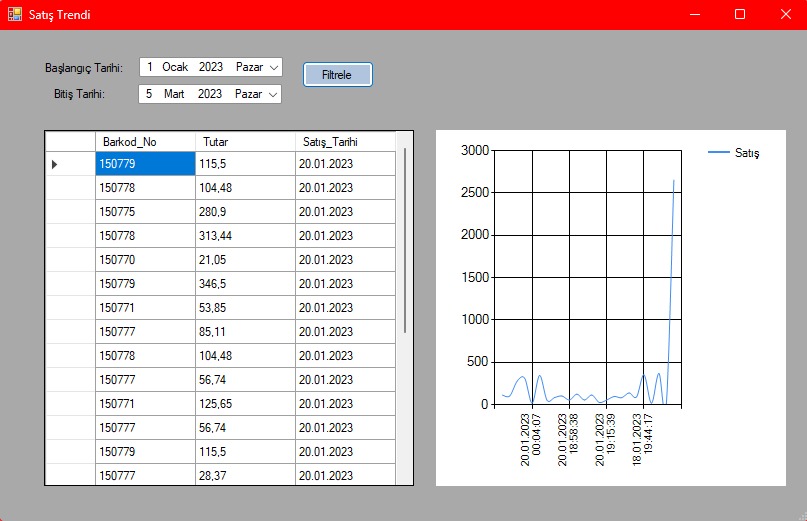 Satış Trendi
Başlangıç Tarihi: 1 Ocak 2023 Pazar
Filtrele
Bitiş Tarihi: 5 Mart 2023 Pazar
Barkod_No Tutar Satış_Tarihi
150779 115,5 20.01.2023
150778 104,48 20.01.2023
150775 280,9 20.01.2023
150778 313,44 20.01.2023
150770 21,05 20.01.2023
150779 346,5 20.01.2023
150771 53,85 20.01.2023
150777 85,11 20.01.2023
150778 104,48 20.01.2023
150777 56,74 20.01.2023
150771 125,65 20.01.2023
150777 56,74 20.01.2023
150779 115,5 20.01.2023
150777 28,37 20.01.2023
3000
2500
2000
1500
1000
500
0
20.01.2023
00:04:07
20.01.2023
18:58:38
20.01.2023
19:15:39
18.01.2023
19:44:17
Satış